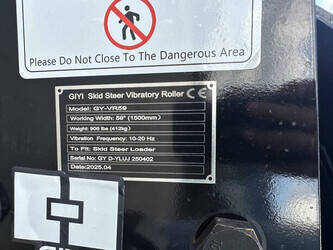 Please Do Not Close To The Dangerous Area
GIYI Skid Steer Vibratory Roller CE
Model: GY-VR59
Working Width: 59" (1500mm)
Weight: 908 lbs (412kg)
Vibration Frequency: 10-20 Hz
To Fit: Skid Steer Loader
Serial No: GY D-YLUJ 250402
Date:2025.04